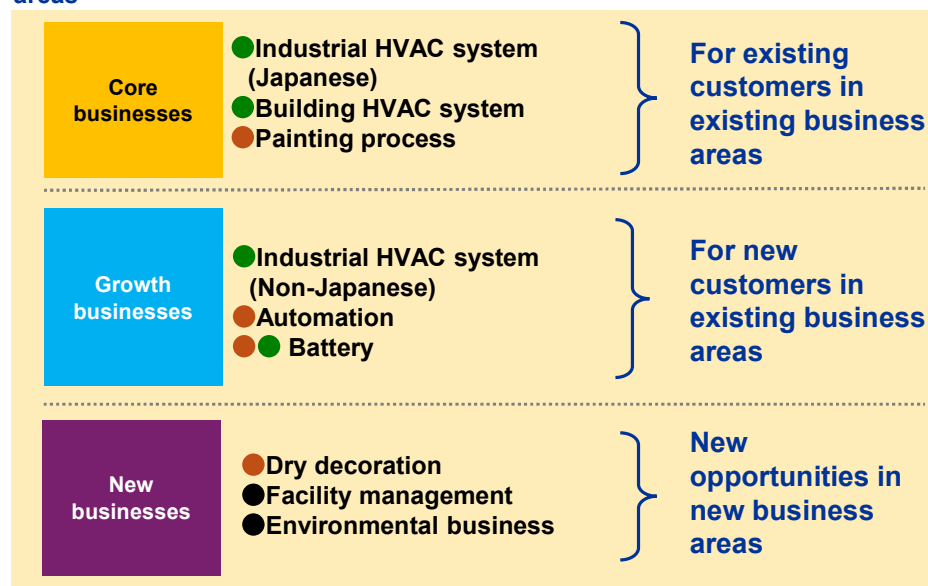 areas
Core
businesses
●Industrial HVAC system
(Japanese)
●Building HVAC system
●Painting process
For existing
customers in
existing business
areas
Growth
businesses
●Industrial HVAC system
(Non-Japanese)
●Automation
●● Battery
For new
customers in
existing business
areas
New
businesses
●Dry decoration
●Facility management
●Environmental business
New
opportunities in
new business
areas